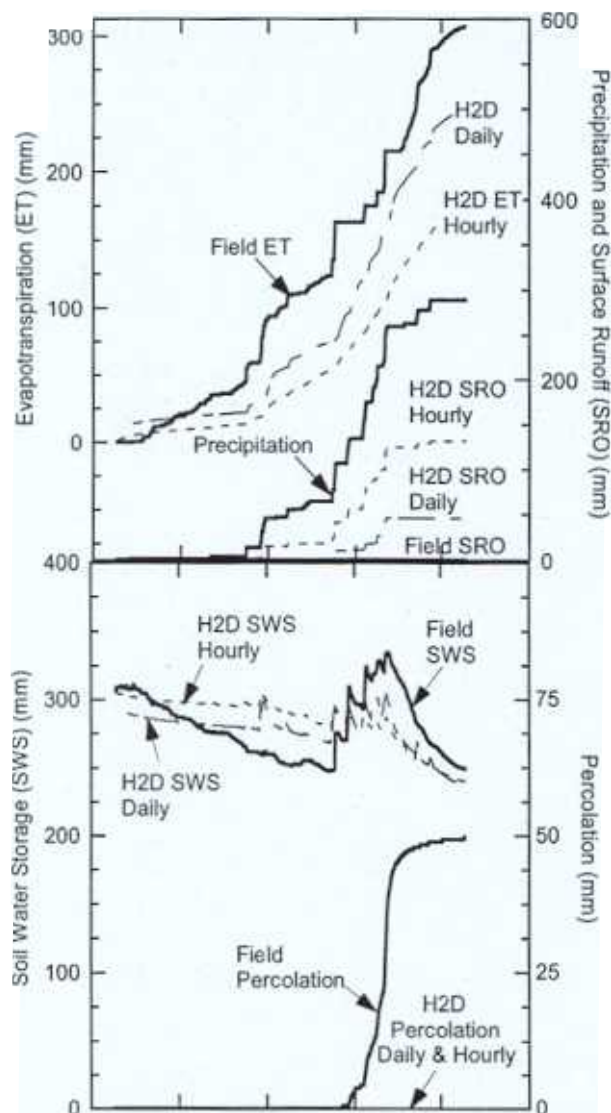 300
600
H2D
Daily
200
400
H2D ET
Hourly
Field ET
Evapotranspiration (ET) (mm)
Precipitation and Surface Runoff (SRO) (mm)
100
200
H2D SRO
Hourly
0
Precipitation
H2D SRO
Daily
Field SRO
0
400
H2D SWS
Hourly
Field
SWS
300
75
H2D SWS
Daily
Soil Water Storage (SWS) (mm)
Percolation (mm)
200
50
Field
Percolation
100
25
H2D
Percolation
Daily & Hourly
0
0